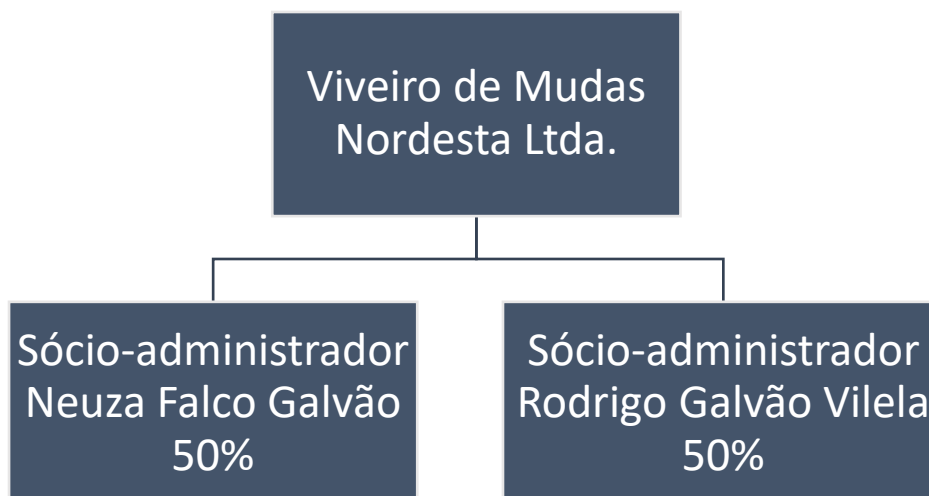 Viveiro de Mudas
Nordesta Ltda.
Sócio-administrador
Neuza Falco Galvão
50%
Sócio-administrador
Rodrigo Galvão Vilela
50%